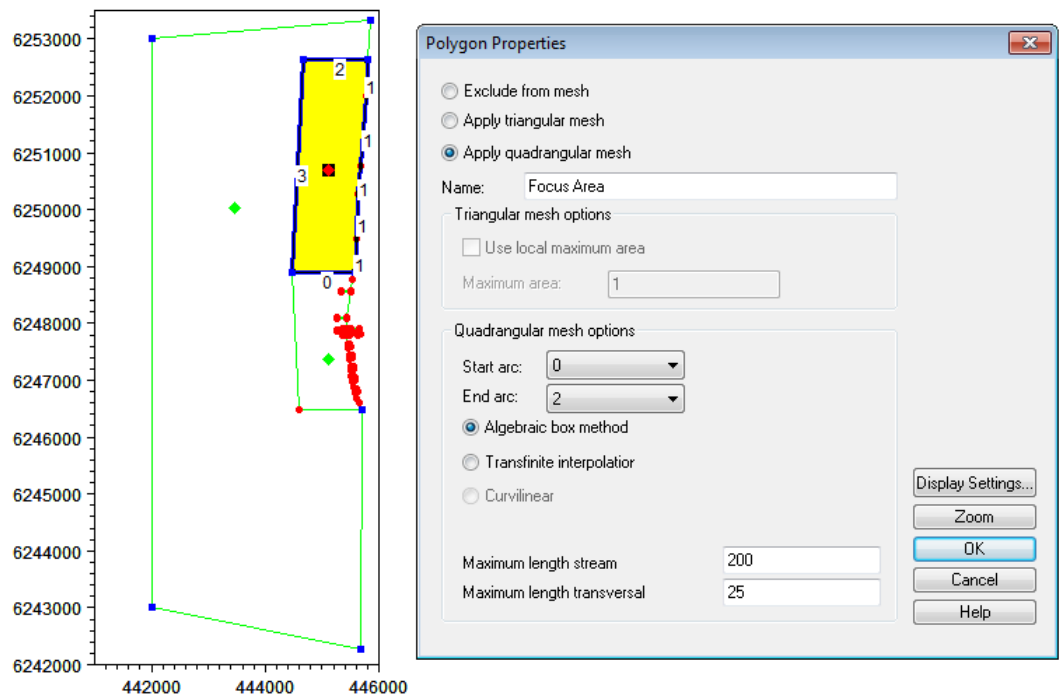 6253000
6252000
6251000
6250000
6249000
6248000
6247000
6246000
6245000
6244000
6243000
6242000
442000 444000 446000
2
1
1
3
1
1
1
0
Polygon Properties
Exclude from mesh
Apply triangular mesh
Apply quadrangular mesh
Name: Focus Area
Triangular mesh options
Use local maximum area
Maximum area: 1
Quadrangular mesh options
Start arc: 0
End arc: 2
Algebraic box method
Transfinite interpolatior
Curvilinear
Maximum length stream 200
Maximum length transversal 25
Display Settings...
Zoom
OK
Cancel
Help